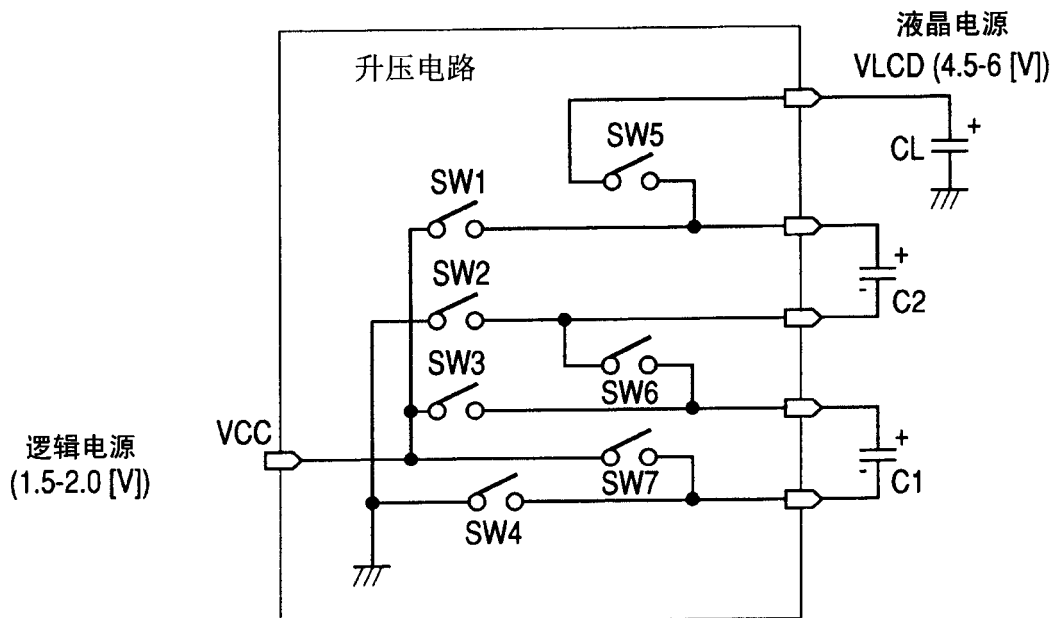 液晶电源
VLCD (4.5-6 [V])
升压电路
SW5
CL
+
SW1
SW2
+
-
C2
SW3
SW6
VCC
逻辑电源
(1.5-2.0 [V])
SW7
+
-
C1
SW4